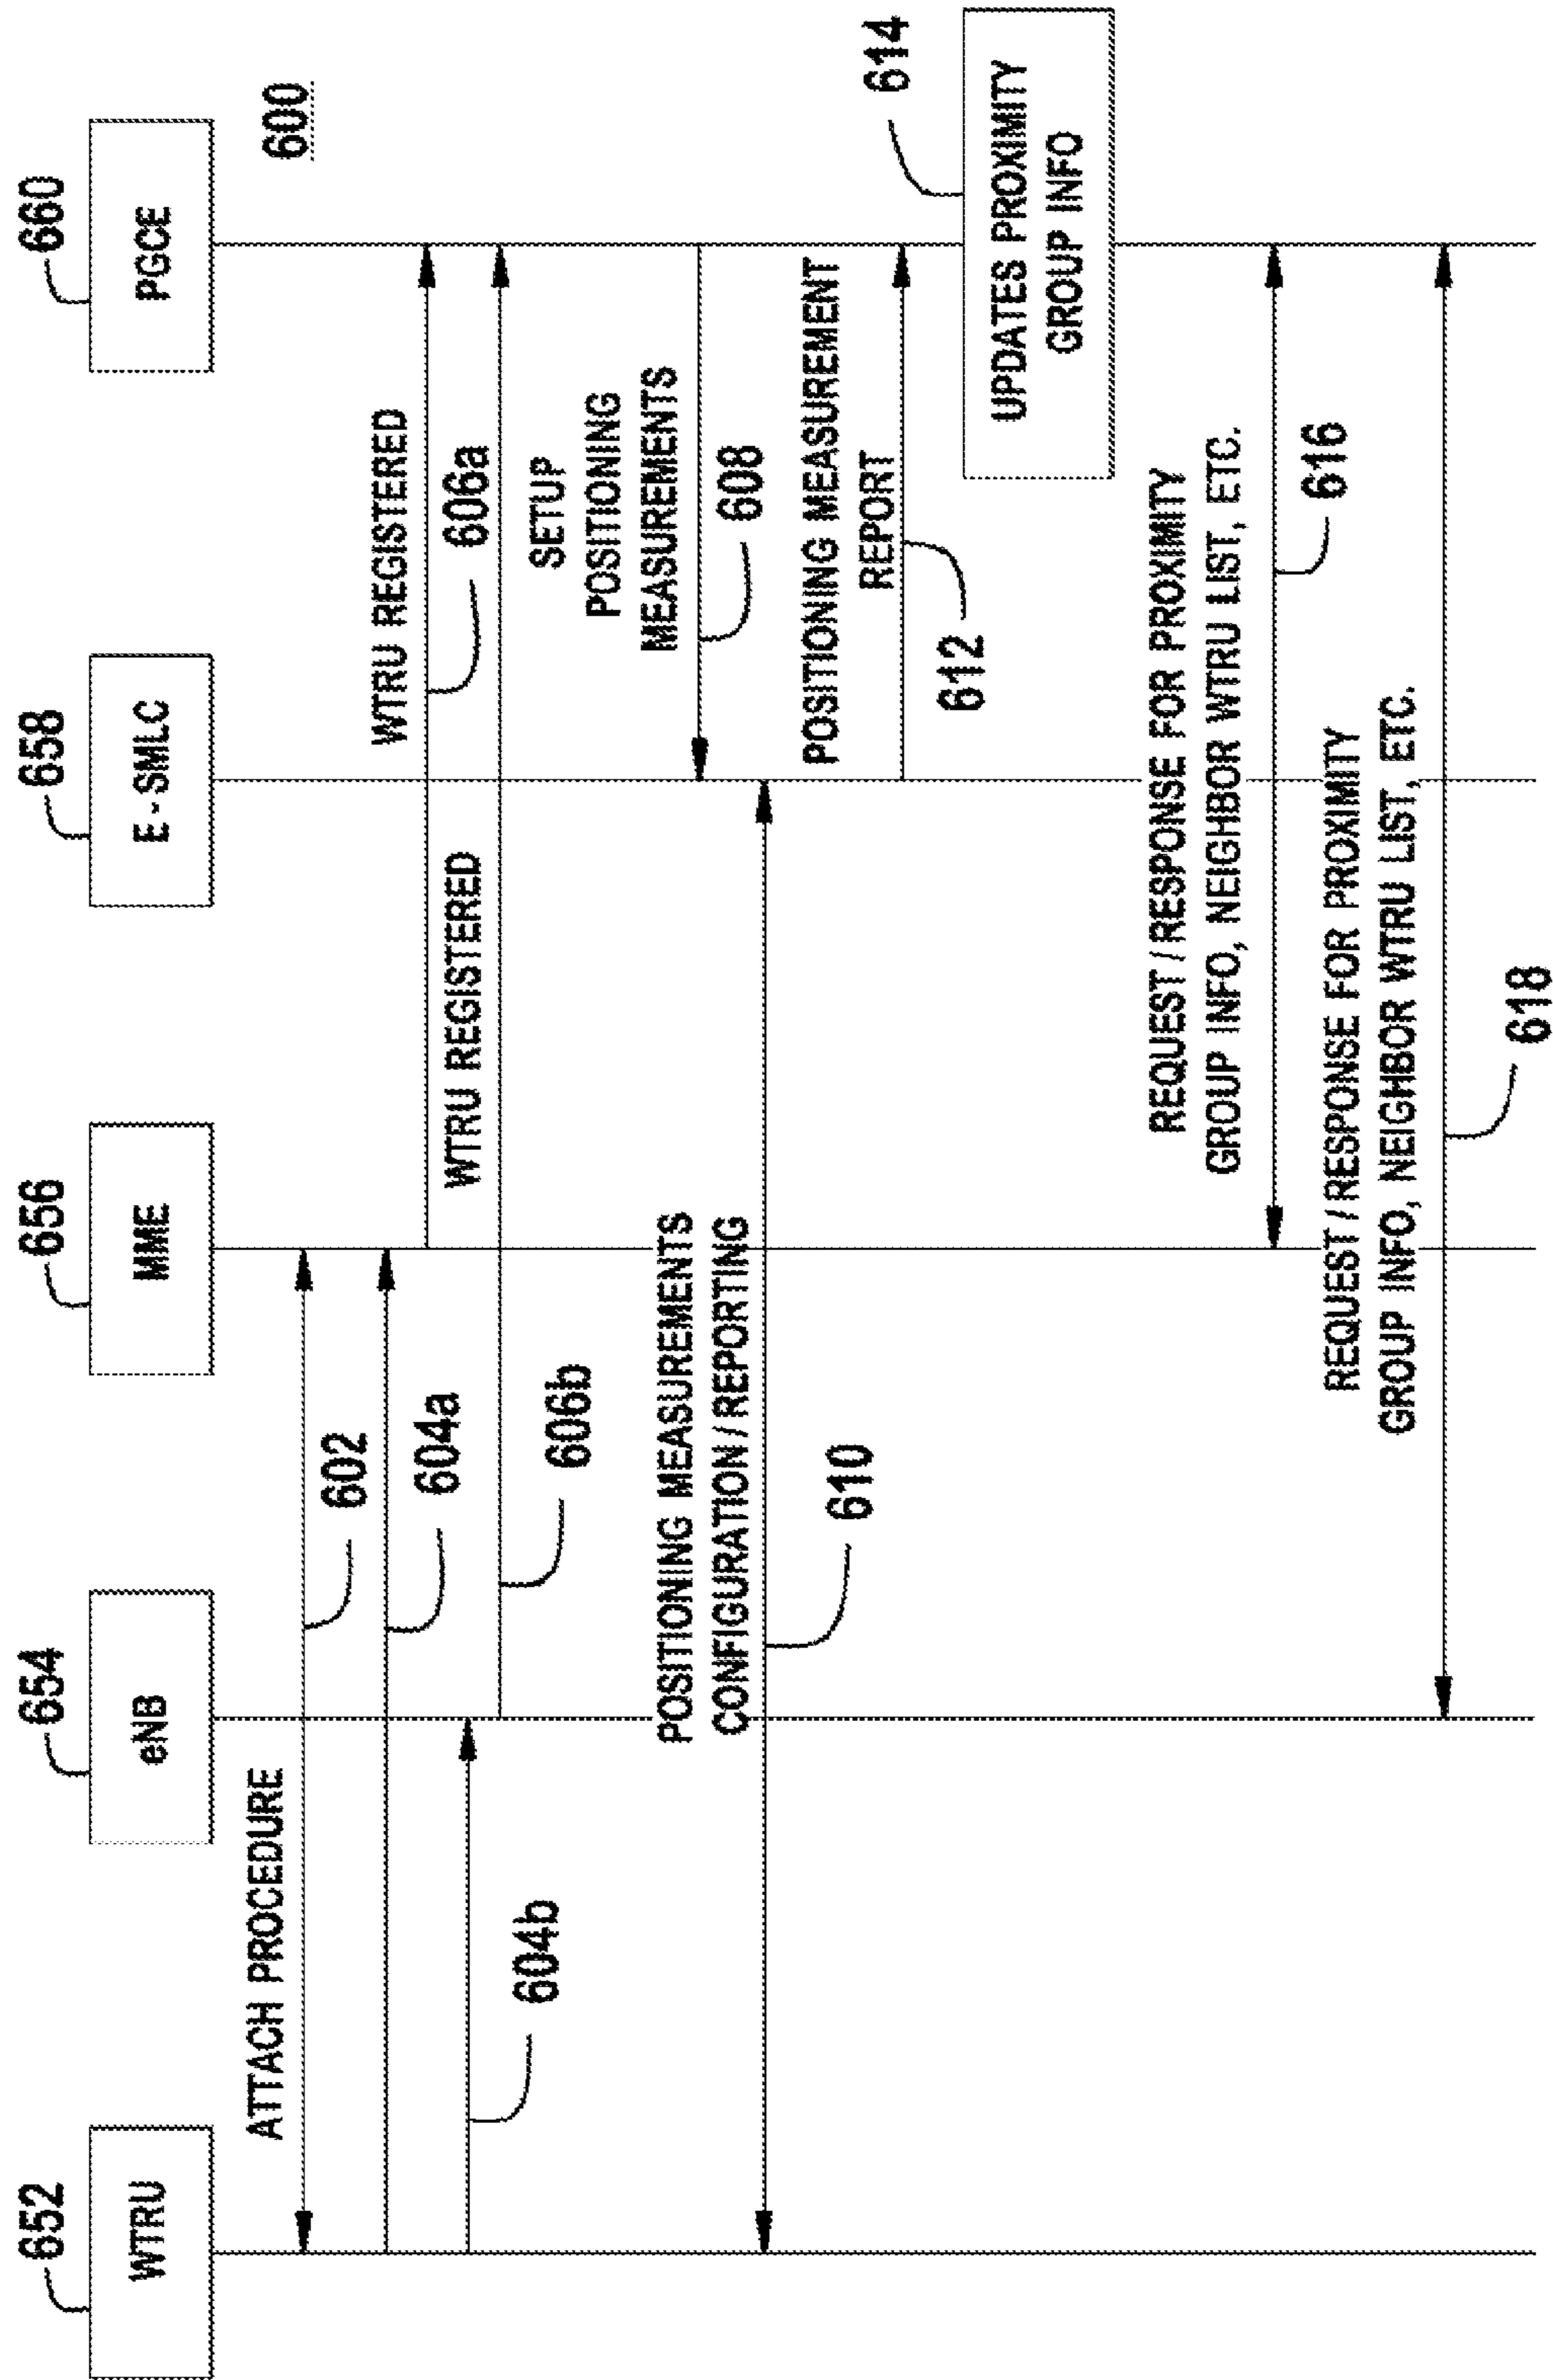 600
652
WTRU
654
eNB
656
MME
658
E-SMLC
660
PGCE
ATTACH PROCEDURE
602
604a
WTRU REGISTERED
606a
604b
WTRU REGISTERED
606b
SETUP
POSITIONING
MEASUREMENTS
608
POSITIONING MEASUREMENTS
CONFIGURATION/REPORTING
610
POSITIONING MEASUREMENT
REPORT
612
UPDATES PROXIMITY
GROUP INFO
614
REQUEST/RESPONSE FOR PROXIMITY
GROUP INFO, NEIGHBOR WTRU LIST, ETC.
616
REQUEST/RESPONSE FOR PROXIMITY
GROUP INFO, NEIGHBOR WTRU LIST, ETC.
618